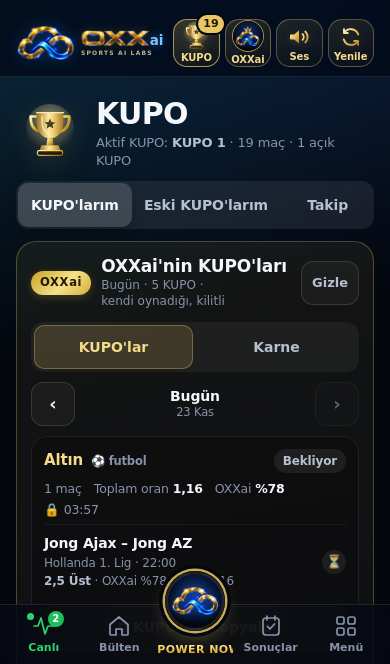 OXXai
SPORTS AI LABS
19
KUPO
OXXai
Ses
Yenile
KUPO
Aktif KUPO: KUPO 1 · 19 maç · 1 açık
KUPO
KUPO'larım
Eski KUPO'larım
Takip
OXXai
OXXai'nin KUPO'ları
Bugün · 5 KUPO ·
kendi oynadığı, kilitli
Gizle
KUPO'lar
Karne
‹
Bugün
23 Kas
›
Altın ⚽ futbol
Bekliyor
1 maç Toplam oran 1,16 OXXai %78
🔒 03:57
Jong Ajax – Jong AZ
Hollanda 1. Lig · 22:00
⏳
2,5 Üst · OXXai %78
2
Canlı
Bülten
POWER NOW
Sonuçlar
Menü